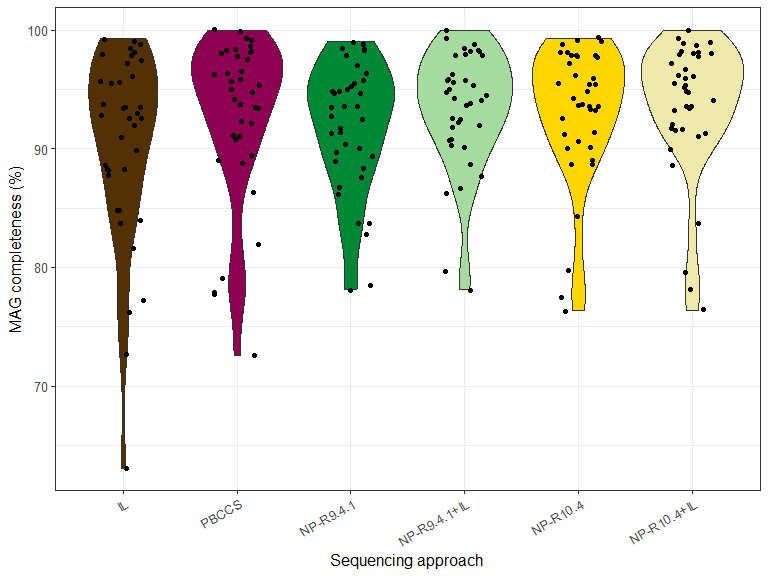 MAG completeness (%)
100
90
80
70
IL
PBCCS
NP-R9.4.1
NP-R9.4.1+IL
NP-R10.4
NP-R10.4+IL
Sequencing approach